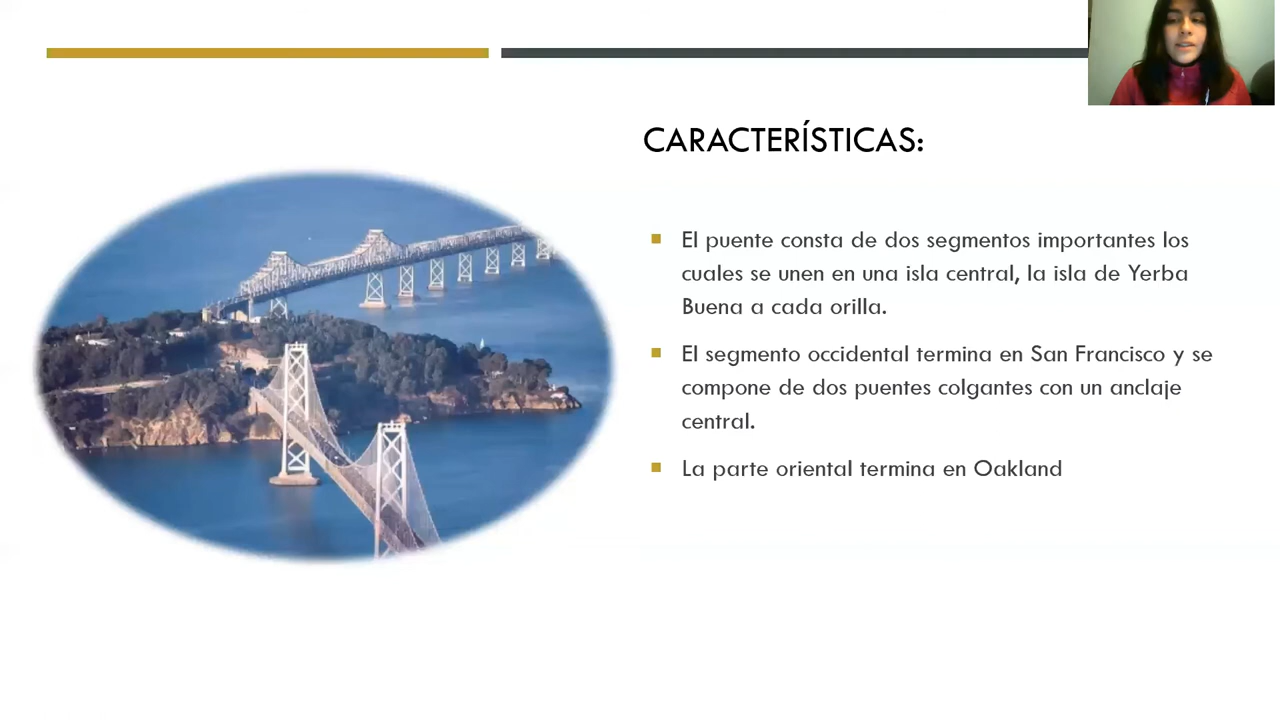 CARACTERÍSTICAS:
El puente consta de dos segmentos importantes los
cuales se unen en una isla central, la isla de Yerba
Buena a cada orilla.
El segmento occidental termina en San Francisco y se
compone de dos puentes colgantes con un anclaje
central.
La parte oriental termina en Oakland